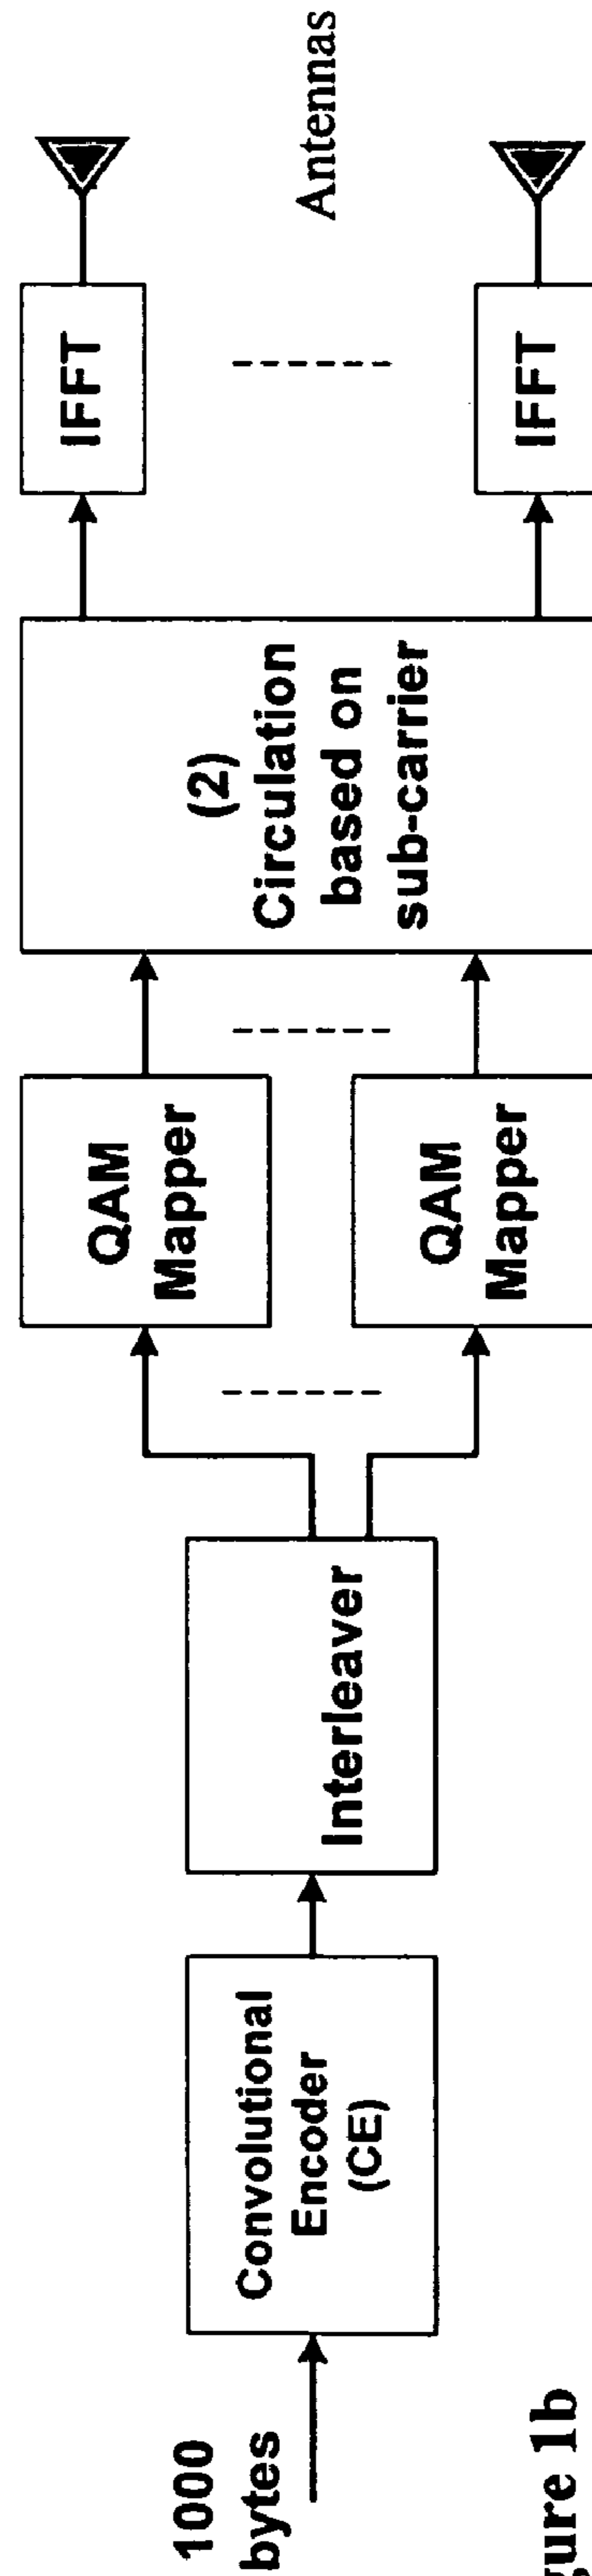 1000
bytes
Convolutional
Encoder
(CE)
Interleaver
QAM
Mapper
QAM
Mapper
(2)
Circulation
based on
sub-carrier
IFFT
IFFT
Antennas
gure 1b